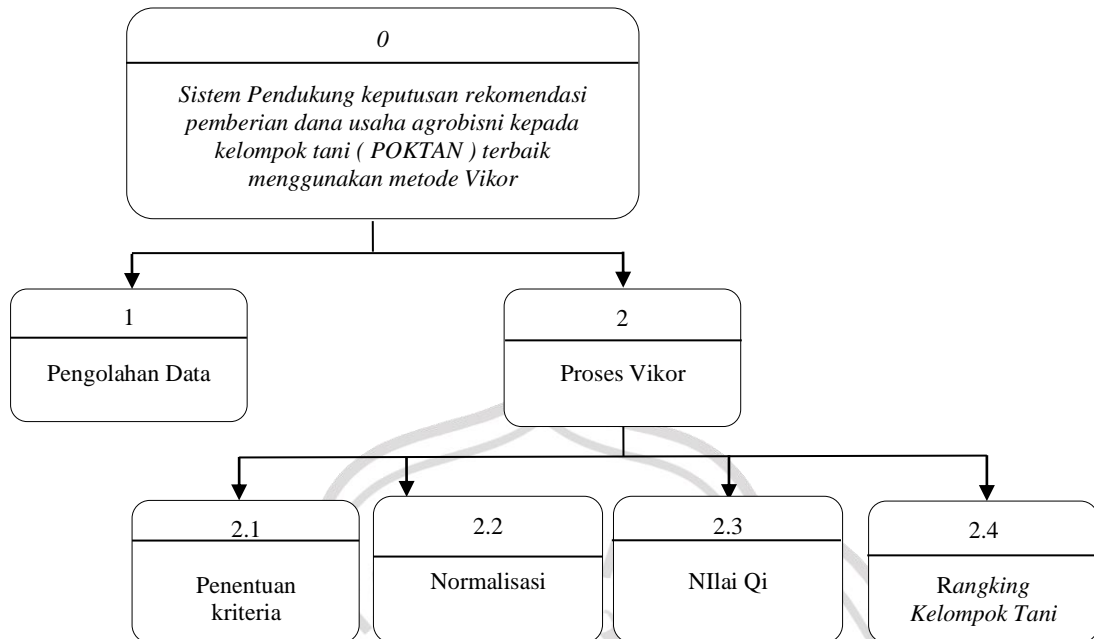 0
Sistem Pendukung keputusan rekomendasi
pemberian dana usaha agrobisni kepada
kelompok tani ( POKTAN ) terbaik
menggunakan metode Vikor
1
Pengolahan Data
2
Proses Vikor
2.1
Penentuan
kriteria
2.2
Normalisasi
2.3
NIlai Qi
2.4
Rangking
Kelompok Tani